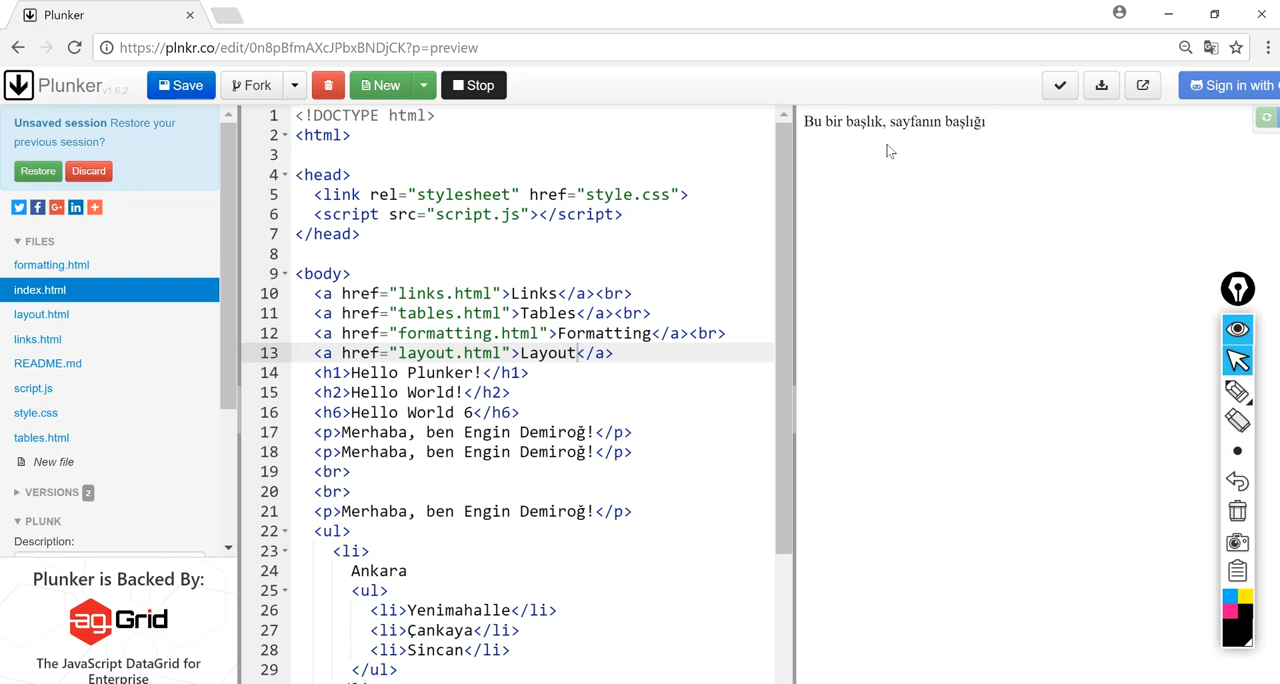 Plunker
https://plnkr.co/edit/0n8pBfmAXcJPbxBNDjCK?p=preview
Plunker v1.6.2
Save
Fork
New
Stop
Sign in with
Unsaved session Restore your
previous session?
Restore
Discard
FILES
formatting.html
index.html
layout.html
links.html
README.md
script.js
style.css
tables.html
New file
VERSIONS 2
PLUNK
Description:
Plunker is Backed By:
ag Grid
The JavaScript DataGrid for
Enterprise
1 <!DOCTYPE html>
2 <html>
3
4 <head>
5 <link rel="stylesheet" href="style.css">
6 <script src="script.js"></script>
7 </head>
8
9 <body>
10 <a href="links.html">Links</a><br>
11 <a href="tables.html">Tables</a><br>
12 <a href="formatting.html">Formatting</a><br>
13 <a href="layout.html">Layout</a>
14 <h1>Hello Plunker!</h1>
15 <h2>Hello World!</h2>
16 <h6>Hello World 6</h6>
17 <p>Merhaba, ben Engin Demiroğ!</p>
18 <p>Merhaba, ben Engin Demiroğ!</p>
19 <br>
20 <br>
21 <p>Merhaba, ben Engin Demiroğ!</p>
22 <ul>
23 <li>
24 Ankara
25 <ul>
26 <li>Yenimahalle</li>
27 <li>Çankaya</li>
28 <li>Sincan</li>
29 </ul>
Bu bir başlık, sayfanın başlığı